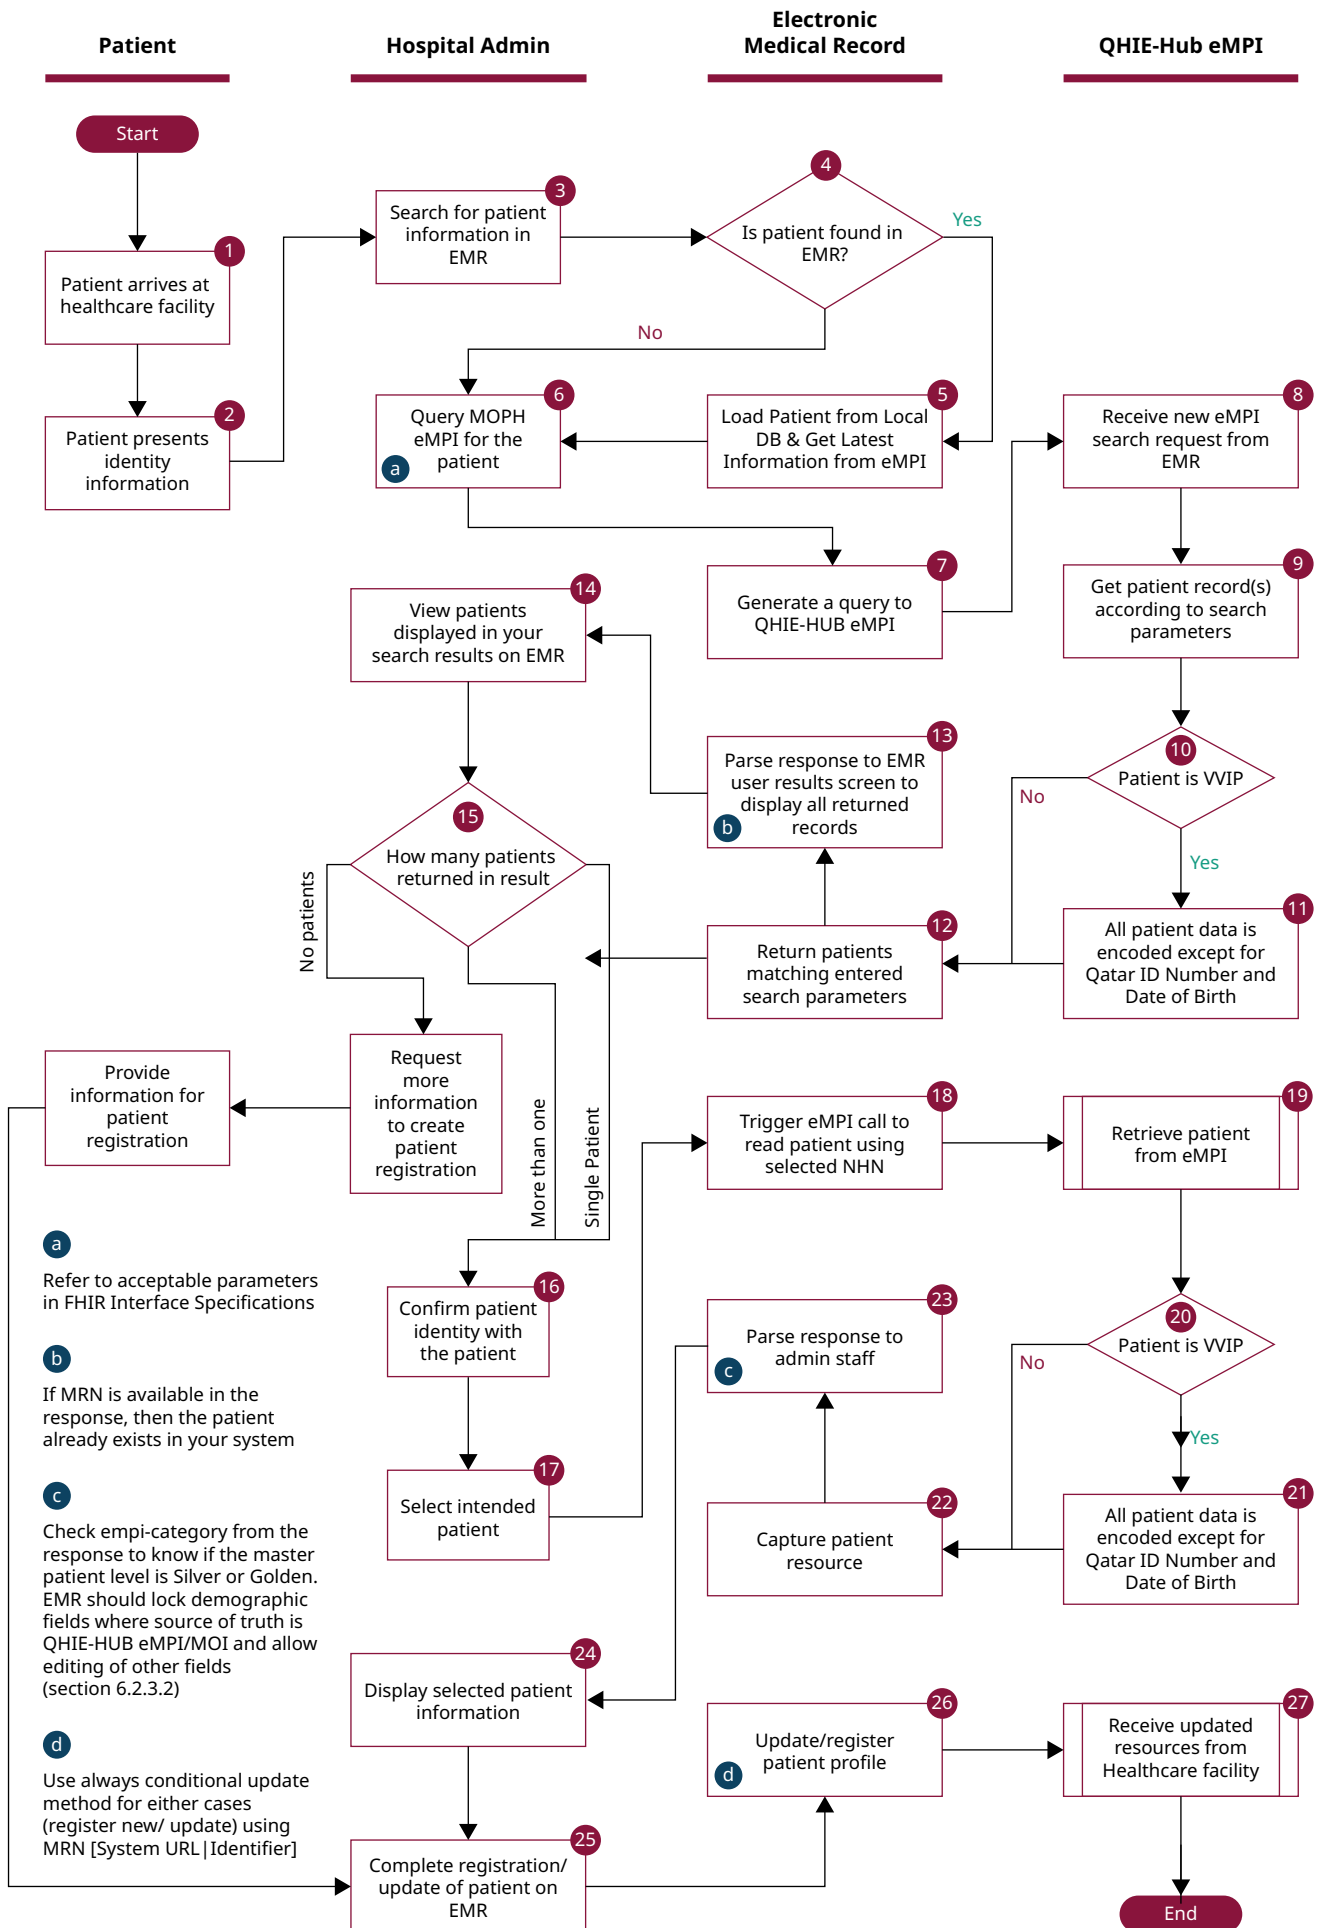 Patient
Hospital Admin
Electronic
Medical Record
QHIE-Hub eMPI
Start
1
Patient arrives at
healthcare facility
2
Patient presents
identity
information
3
Search for patient
information in
EMR
4
Is patient found in
EMR?
Yes
No
5
Load Patient from Local
DB & Get Latest
Information from eMPI
6
Query MOPH
eMPI for the
patient
a
7
Generate a query to
QHIE-HUB eMPI
8
Receive new eMPI
search request from
EMR
9
Get patient record(s)
according to search
parameters
10
Patient is VVIP
No
Yes
11
All patient data is
encoded except for
Qatar ID Number and
Date of Birth
12
Return patients
matching entered
search parameters
13
Parse response to EMR
user results screen to
display all returned
records
b
14
View patients
displayed in your
search results on EMR
15
How many patients
returned in result
No patients
More than one
Single Patient
Request
more
information
to create
patient
registration
Provide
information for
patient
registration
16
Confirm patient
identity with
the patient
17
Select intended
patient
18
Trigger eMPI call to
read patient using
selected NHN
19
Retrieve patient
from eMPI
20
Patient is VVIP
No
Yes
21
All patient data is
encoded except for
Qatar ID Number and
Date of Birth
22
Capture patient
resource
23
Parse response to
admin staff
c
24
Display selected patient
information
25
Complete registration/
update of patient on
EMR
26
Update/register
patient profile
d
27
Receive updated
resources from
Healthcare facility
End
a
Refer to acceptable parameters
in FHIR Interface Specifications
b
If MRN is available in the
response, then the patient
already exists in your system
c
Check empi-category from the
response to know if the master
patient level is Silver or Golden.
EMR should lock demographic
fields where source of truth is
QHIE-HUB eMPI/MOI and allow
editing of other fields
(section 6.2.3.2)
d
Use always conditional update
method for either cases
(register new/ update) using
MRN [System URL|Identifier]